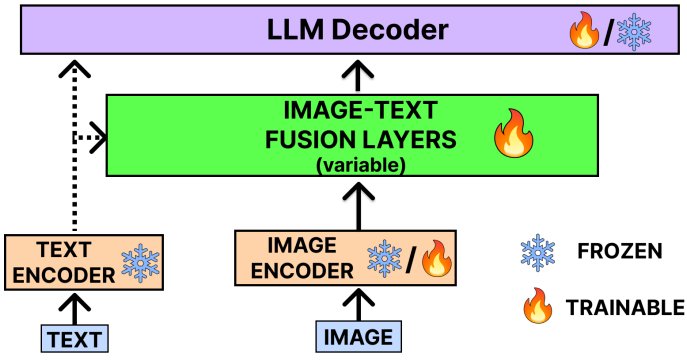 LLM Decoder
/
IMAGE-TEXT
FUSION LAYERS
(variable)
TEXT
ENCODER
IMAGE
ENCODER
/
FROZEN
TRAINABLE
TEXT
IMAGE